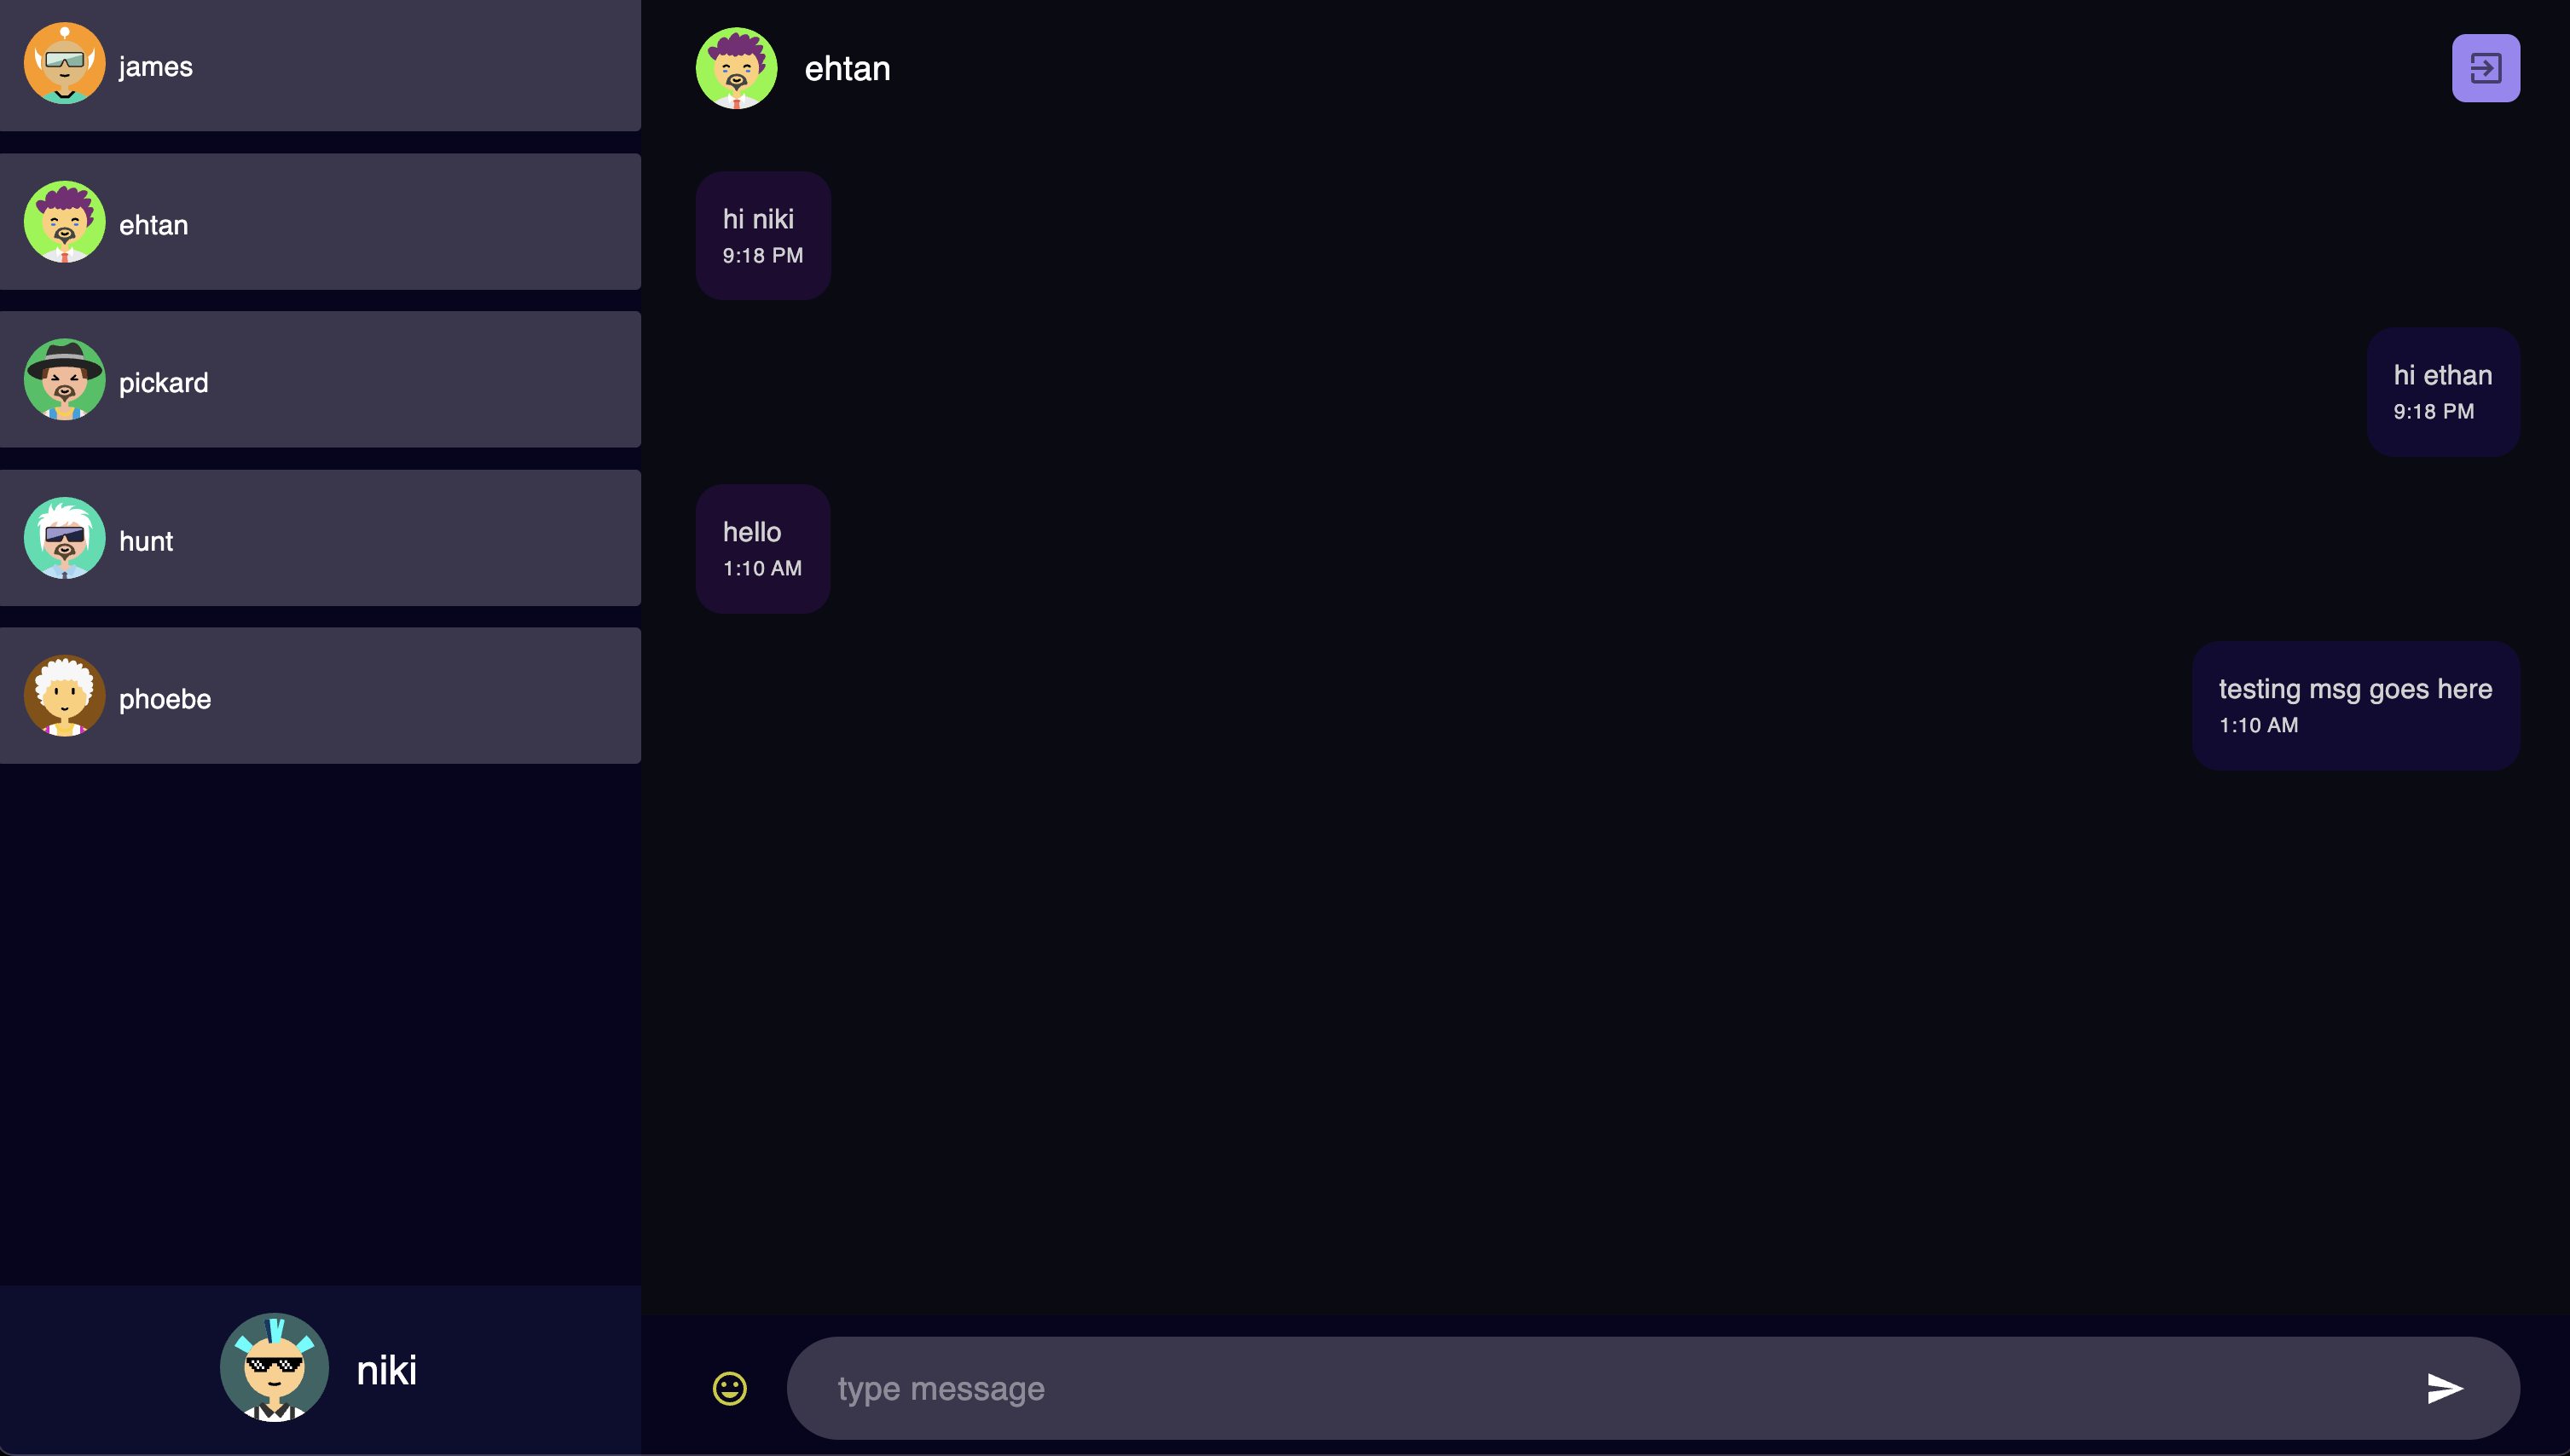 james
ehtan
pickard
hunt
phoebe
niki
ehtan
hi niki
9:18 PM
hi ethan
9:18 PM
hello
1:10 AM
testing msg goes here
1:10 AM
type message